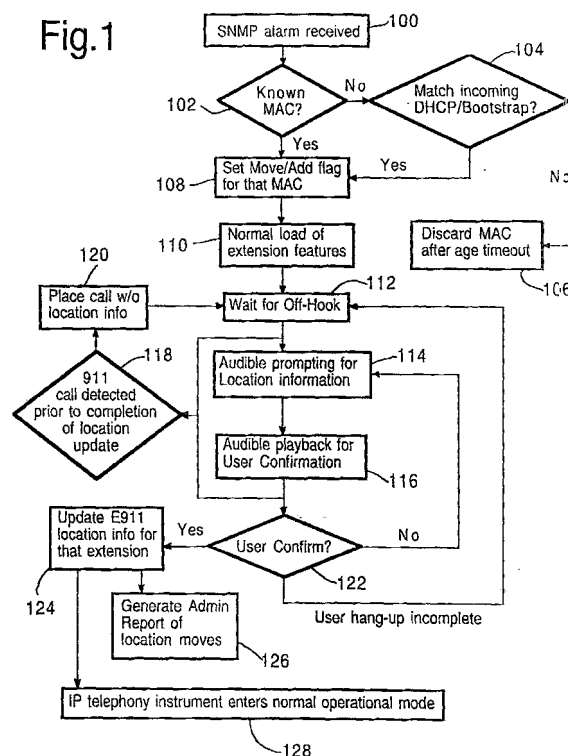 Fig.1
SNMP alarm received
100
104
Known
MAC?
102
No
Match incoming
DHCP/Bootstrap?
Yes
Yes
No
Set Move/Add flag
for that MAC
108
110
Normal load of
extension features
Discard MAC
after age timeout
106
120
Place call w/o
location info
112
Wait for Off-Hook
118
911
call detected
prior to completion
of location
update
114
Audible prompting for
Location information
Audible playback for
User Confirmation
116
Update E911
location info for
that extension
Yes
User Confirm?
No
122
124
Generate Admin
Report of
location moves
126
User hang-up incomplete
IP telephony instrument enters normal operational mode
128